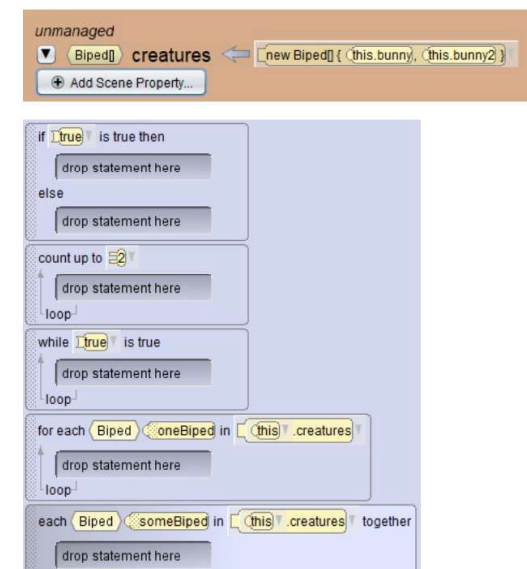 unmanaged
Biped[] creatures new Biped[] { this.bunny, this.bunny2 }
Add Scene Property...
if true is true then
drop statement here
else
drop statement here
count up to 2
drop statement here
loop
while true is true
drop statement here
loop
for each Biped oneBiped in this .creatures
drop statement here
loop
each Biped someBiped in this .creatures together
drop statement here